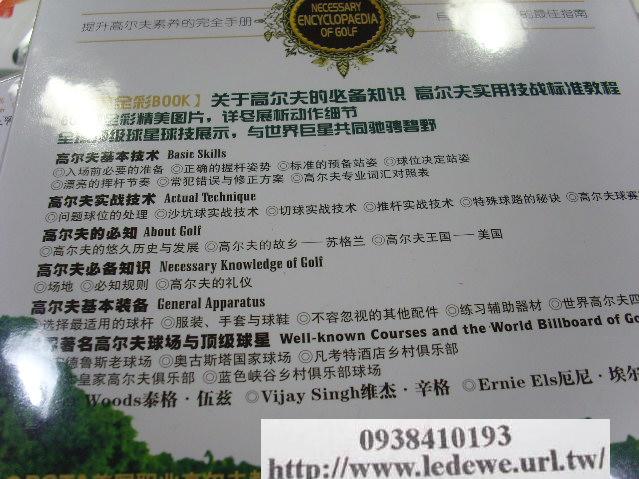 NECESSARY
ENCYCLOPAEDIA
OF GOLF
提升高尔夫素养的完全手册
的最佳指南
全彩BOOK】关于高尔夫的必备知识 高尔夫实用技战标准教程
全彩精美图片，详尽展析动作细节
级球星球技展示，与世界巨星共同驰骋碧野
高尔夫基本技术 Basic Skills
◎入场前必要的准备 ◎正确的握杆姿势 ◎标准的预备站姿 ◎球位决定站姿
◎漂亮的挥杆节奏 ◎常犯错误与修正方案 ◎高尔夫专业词汇对照表
高尔夫实战技术 Actual Technique
◎问题球位的处理 ◎沙坑球实战技术 ◎切球实战技术 ◎推杆实战技术 ◎特殊球路的秘诀 ◎高尔夫球赛
高尔夫的必知 About Golf
◎高尔夫的悠久历史与发展 ◎高尔夫的故乡——苏格兰 ◎高尔夫王国——美国
高尔夫必备知识 Necessary Knowledge of Golf
◎场地 ◎必知规则 ◎高尔夫的礼仪
高尔夫基本装备 General Apparatus
选择最适用的球杆 ◎服装、手套与球鞋 ◎不容忽视的其他配件 ◎练习辅助器材 ◎世界高尔夫四
著名高尔夫球场与顶级球星 Well-known Courses and the World Billboard of Go
德鲁斯老球场 ◎奥古斯塔国家球场 ◎凡考特酒店乡村俱乐部
皇家高尔夫俱乐部 ◎蓝色峡谷乡村俱乐部球场
Woods泰格·伍兹 ◎Vijay Singh维杰·辛格 ◎Ernie Els厄尼·埃尔
0938410193
http://www.ledewe.url.tw/